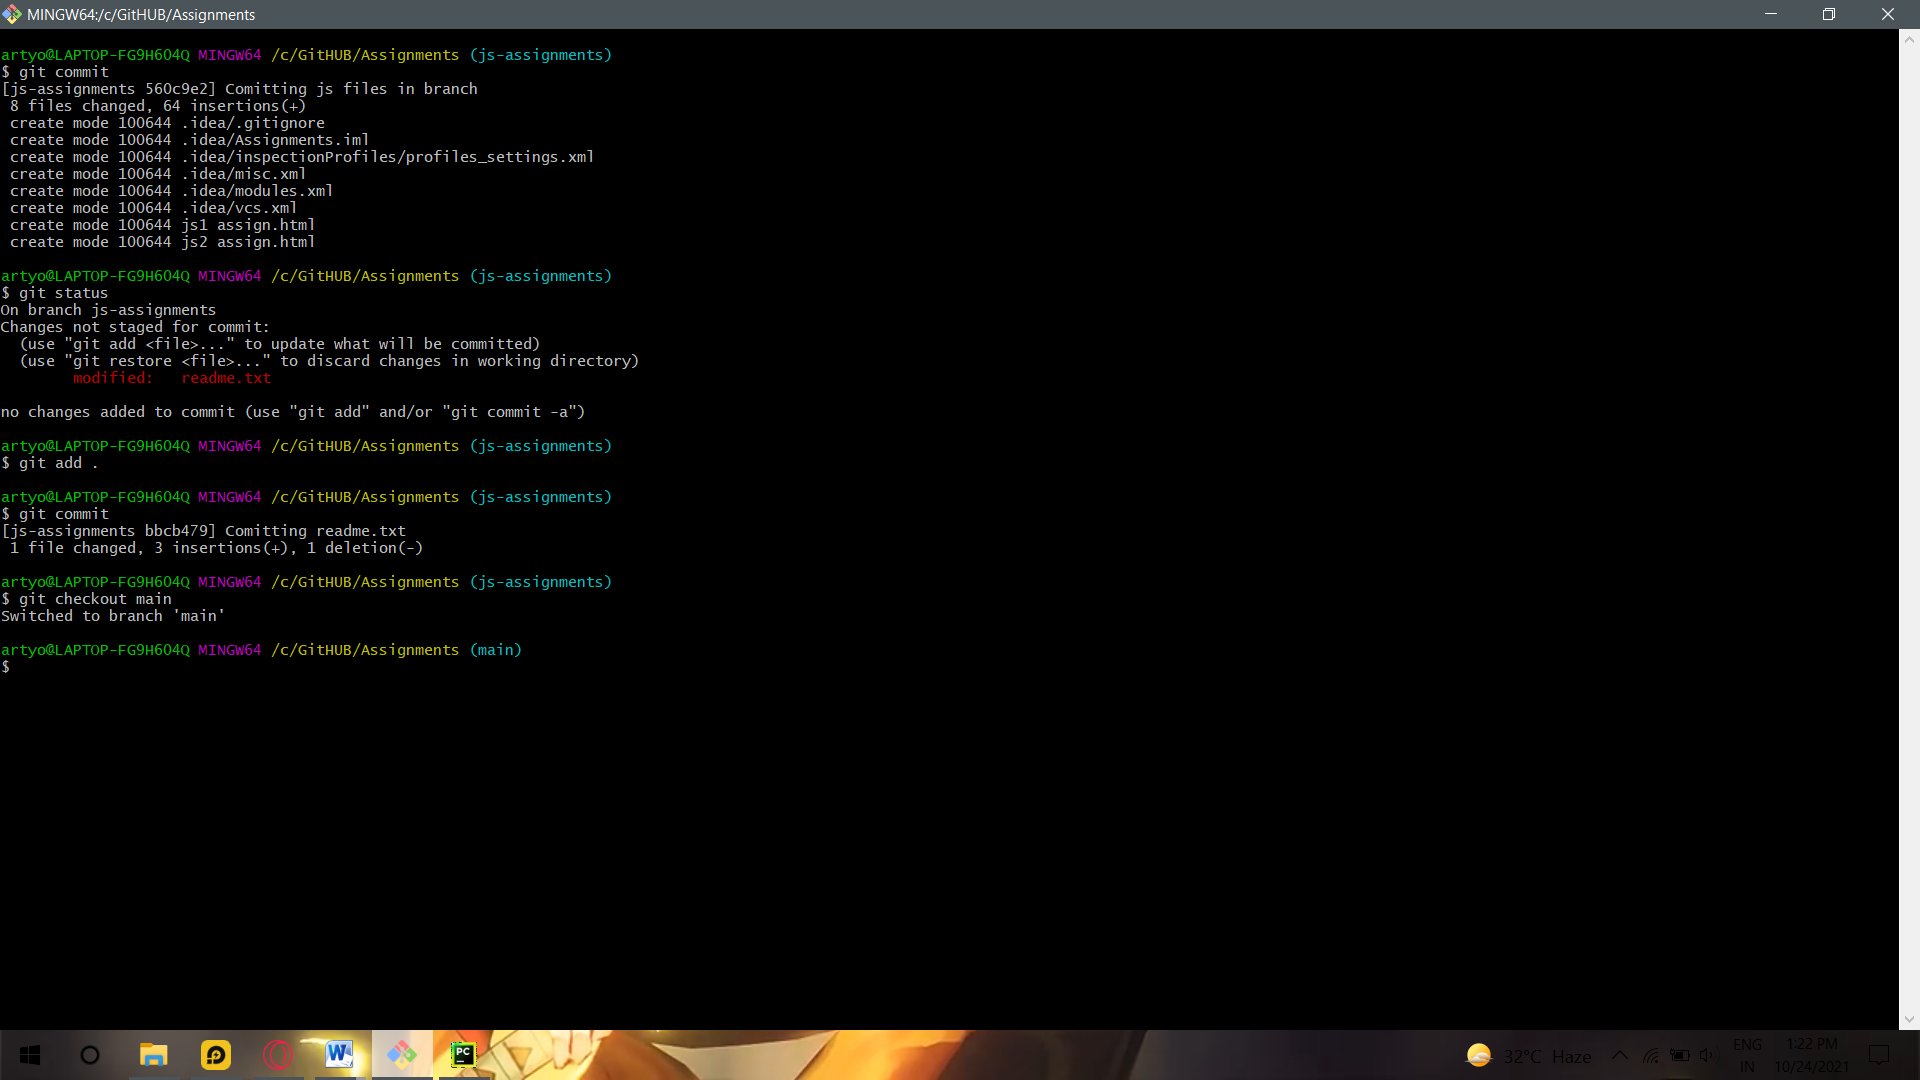 MINGW64:/c/GitHUB/Assignments
artyo@LAPTOP-FG9H6O4Q MINGW64 /c/GitHUB/Assignments (js-assignments)
$ git commit
[js-assignments 560c9e2] Comitting js files in branch
 8 files changed, 64 insertions(+)
 create mode 100644 .idea/.gitignore
 create mode 100644 .idea/Assignments.iml
 create mode 100644 .idea/inspectionProfiles/profiles_settings.xml
 create mode 100644 .idea/misc.xml
 create mode 100644 .idea/modules.xml
 create mode 100644 .idea/vcs.xml
 create mode 100644 js1 assign.html
 create mode 100644 js2 assign.html
artyo@LAPTOP-FG9H6O4Q MINGW64 /c/GitHUB/Assignments (js-assignments)
$ git status
On branch js-assignments
Changes not staged for commit:
  (use "git add <file>..." to update what will be committed)
  (use "git restore <file>..." to discard changes in working directory)
        modified:   readme.txt
no changes added to commit (use "git add" and/or "git commit -a")
artyo@LAPTOP-FG9H6O4Q MINGW64 /c/GitHUB/Assignments (js-assignments)
$ git add .
artyo@LAPTOP-FG9H6O4Q MINGW64 /c/GitHUB/Assignments (js-assignments)
$ git commit
[js-assignments bbcb479] Comitting readme.txt
 1 file changed, 3 insertions(+), 1 deletion(-)
artyo@LAPTOP-FG9H6O4Q MINGW64 /c/GitHUB/Assignments (js-assignments)
$ git checkout main
Switched to branch 'main'
artyo@LAPTOP-FG9H6O4Q MINGW64 /c/GitHUB/Assignments (main)
$
W
PC
32°C Haze
ENG
IN
1:22 PM
10/24/2021